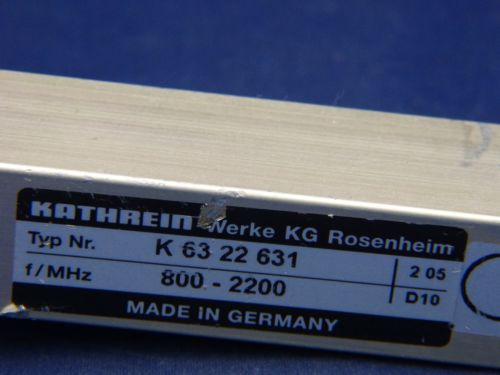 KATHREIN Werke KG Rosenheim
Typ Nr. K 63 22 631 2 05
f/MHz 800 - 2200 D10
MADE IN GERMANY